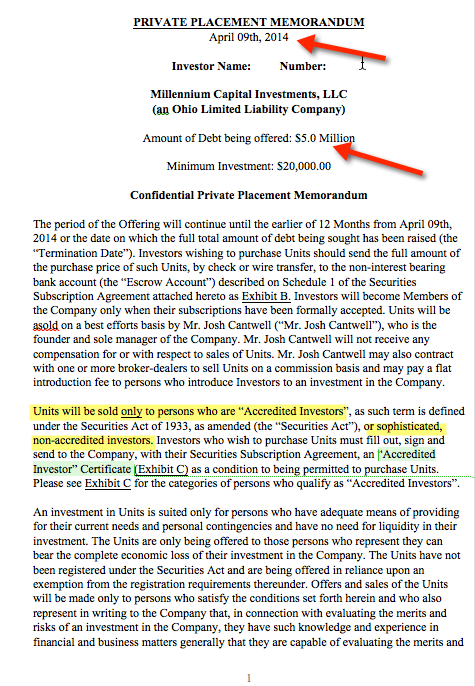 PRIVATE PLACEMENT MEMORANDUM
April 09th, 2014
Investor Name: Number:
Millennium Capital Investments, LLC
(an Ohio Limited Liability Company)
Amount of Debt being offered: $5.0 Million
Minimum Investment: $20,000.00
Confidential Private Placement Memorandum
The period of the Offering will continue until the earlier of 12 Months from April 09th,
2014 or the date on which the full total amount of debt being sought has been raised (the
“Termination Date”). Investors wishing to purchase Units should send the full amount of
the purchase price of such Units, by check or wire transfer, to the non-interest bearing
bank account (the “Escrow Account”) described on Schedule 1 of the Securities
Subscription Agreement attached hereto as Exhibit B. Investors will become Members of
the Company only when their subscriptions have been formally accepted. Units will be
asold on a best efforts basis by Mr. Josh Cantwell (“Mr. Josh Cantwell”), who is the
founder and sole manager of the Company. Mr. Josh Cantwell will not receive any
compensation for or with respect to sales of Units. Mr. Josh Cantwell may also contract
with one or more broker-dealers to sell Units on a commission basis and may pay a flat
introduction fee to persons who introduce Investors to an investment in the Company.
Units will be sold only to persons who are “Accredited Investors”, as such term is defined
under the Securities Act of 1933, as amended (the “Securities Act”), or sophisticated,
non-accredited investors. Investors who wish to purchase Units must fill out, sign and
send to the Company, with their Securities Subscription Agreement, an “Accredited
Investor” Certificate (Exhibit C) as a condition to being permitted to purchase Units.
Please see Exhibit C for the categories of persons who qualify as “Accredited Investors”.
An investment in Units is suited only for persons who have adequate means of providing
for their current needs and personal contingencies and have no need for liquidity in their
investment. The Units are only being offered to those persons who represent they can
bear the complete economic loss of their investment in the Company. The Units have not
been registered under the Securities Act and are being offered in reliance upon an
exemption from the registration requirements thereunder. Offers and sales of the Units
will be made only to persons who satisfy the conditions set forth herein and who also
represent in writing to the Company that, in connection with evaluating the merits and
risks of an investment in the Company, they have such knowledge and experience in
financial and business matters generally that they are capable of evaluating the merits and
1